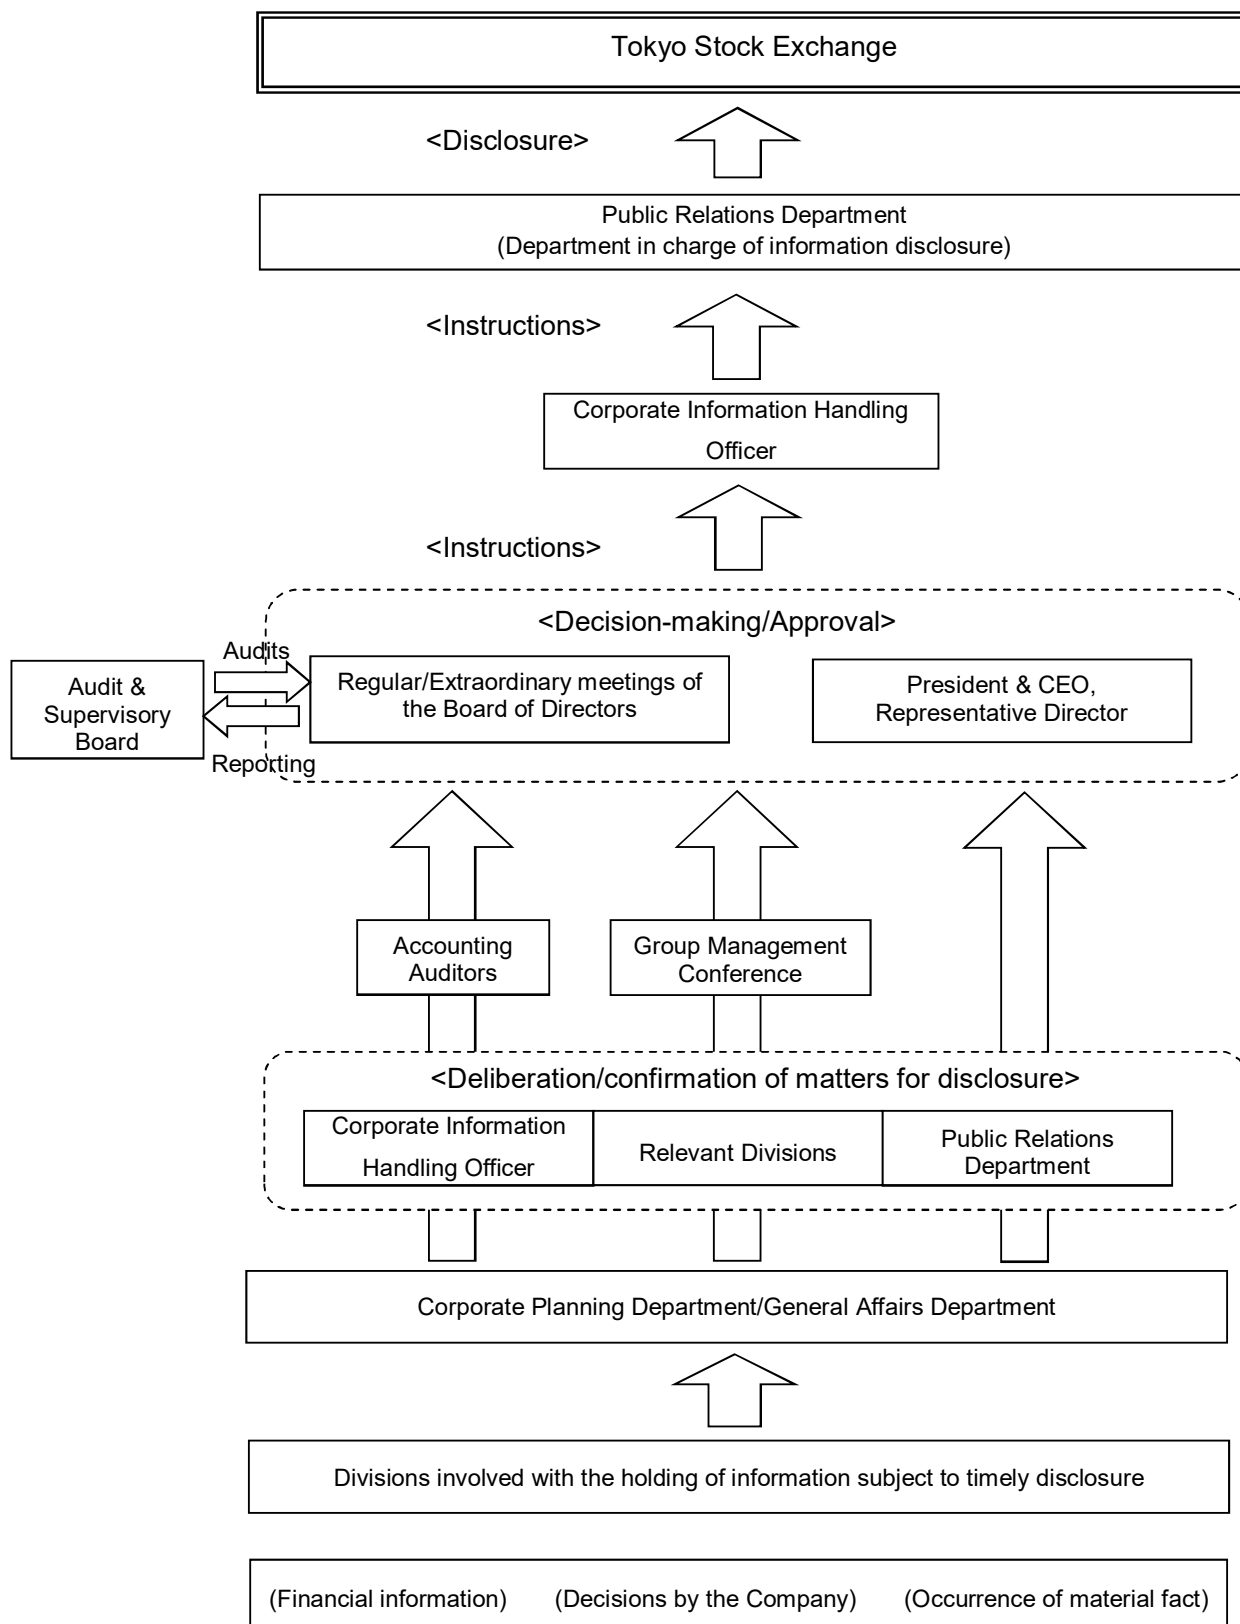 Tokyo Stock Exchange
<Disclosure>
Public Relations Department
(Department in charge of information disclosure)
<Instructions>
Corporate Information Handling
Officer
<Instructions>
<Decision-making/Approval>
Audits
Audit &
Supervisory
Board
Reporting
Regular/Extraordinary meetings of
the Board of Directors
President & CEO,
Representative Director
Accounting
Auditors
Group Management
Conference
<Deliberation/confirmation of matters for disclosure>
Corporate Information
Handling Officer
Relevant Divisions
Public Relations
Department
Corporate Planning Department/General Affairs Department
Divisions involved with the holding of information subject to timely disclosure
(Financial information) (Decisions by the Company) (Occurrence of material fact)